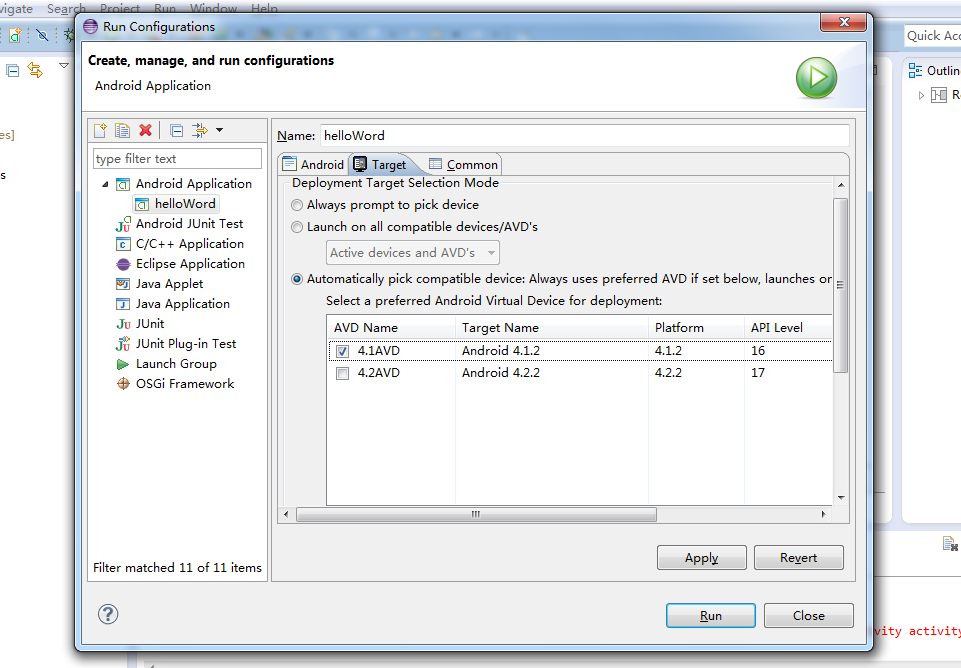 vigate Search Project Run Window Help
Run Configurations
Quick Acc
Create, manage, and run configurations
Android Application
Outlin
R
es]
s
type filter text
Android Application
helloWord
Android JUnit Test
C/C++ Application
Eclipse Application
Java Applet
Java Application
JUnit
JUnit Plug-in Test
Launch Group
OSGi Framework
Filter matched 11 of 11 items
Name: helloWord
Android Target Common
Deployment Target Selection Mode
Always prompt to pick device
Launch on all compatible devices/AVD's
Active devices and AVD's
Automatically pick compatible device: Always uses preferred AVD if set below, launches or
Select a preferred Android Virtual Device for deployment:
AVD Name Target Name Platform API Level
4.1AVD Android 4.1.2 4.1.2 16
4.2AVD Android 4.2.2 4.2.2 17
Apply Revert
Run Close
vity activity